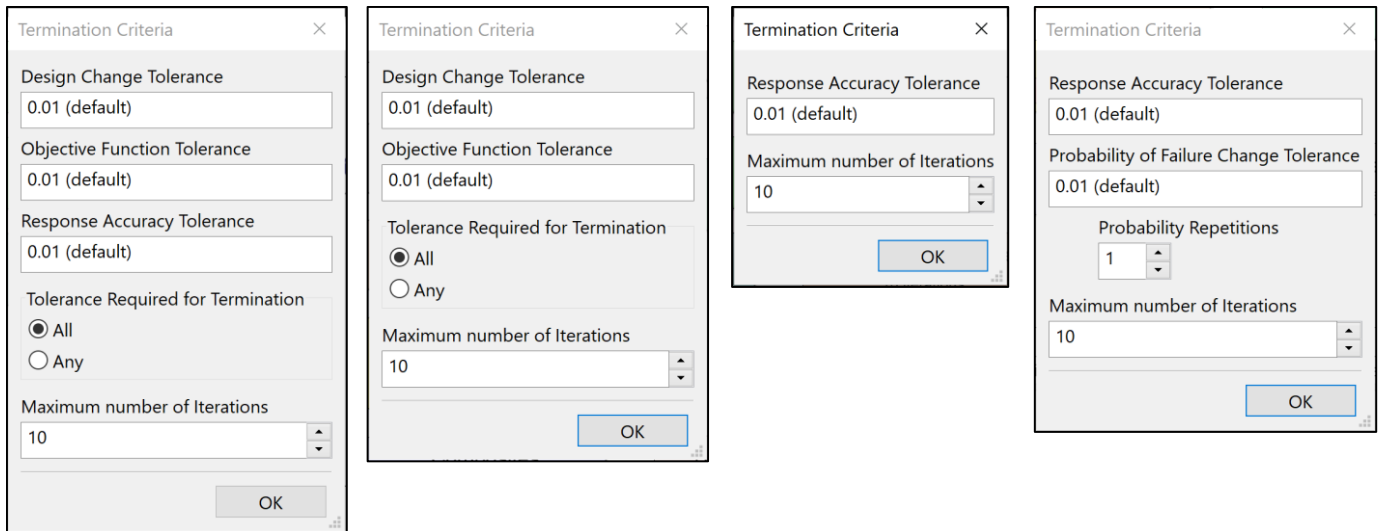 Termination Criteria
Design Change Tolerance
0.01 (default)
Objective Function Tolerance
0.01 (default)
Response Accuracy Tolerance
0.01 (default)
Tolerance Required for Termination
All
Any
Maximum number of Iterations
10
OK
Termination Criteria
Design Change Tolerance
0.01 (default)
Objective Function Tolerance
0.01 (default)
Tolerance Required for Termination
All
Any
Maximum number of Iterations
10
OK
Termination Criteria
Response Accuracy Tolerance
0.01 (default)
Maximum number of Iterations
10
OK
Termination Criteria
Response Accuracy Tolerance
0.01 (default)
Probability of Failure Change Tolerance
0.01 (default)
Probability Repetitions
1
Maximum number of Iterations
10
OK